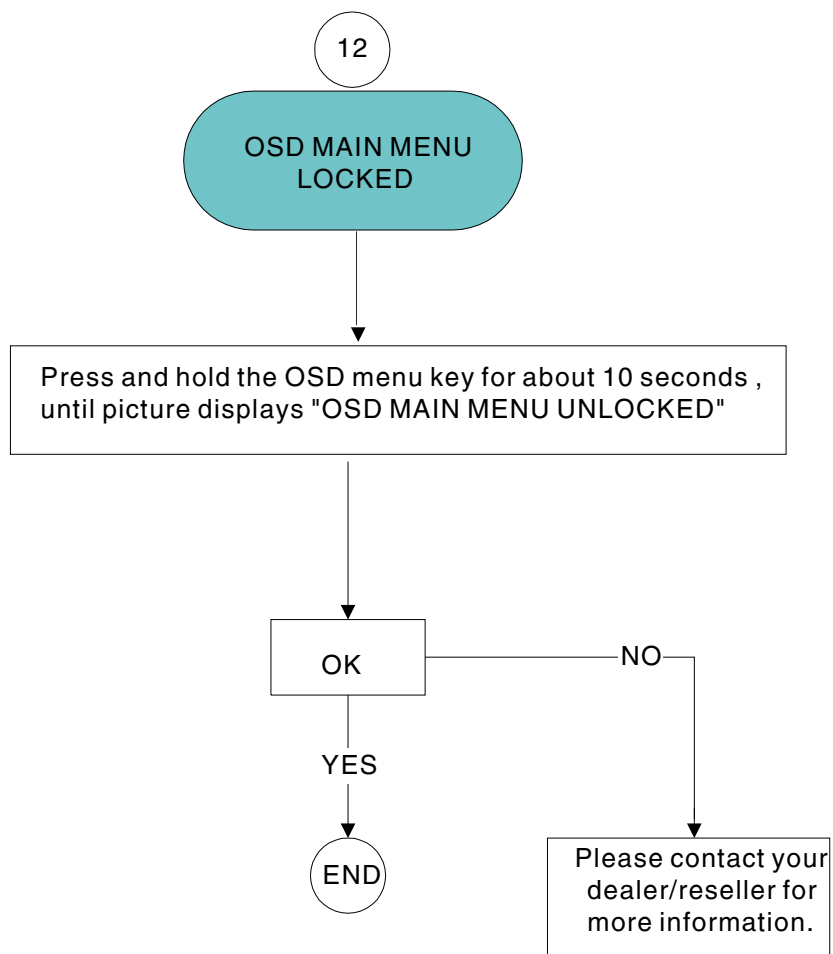 12
OSD MAIN MENU
LOCKED
Press and hold the OSD menu key for about 10 seconds ,
until picture displays "OSD MAIN MENU UNLOCKED"
OK
NO
YES
END
Please contact your
dealer/reseller for
more information.